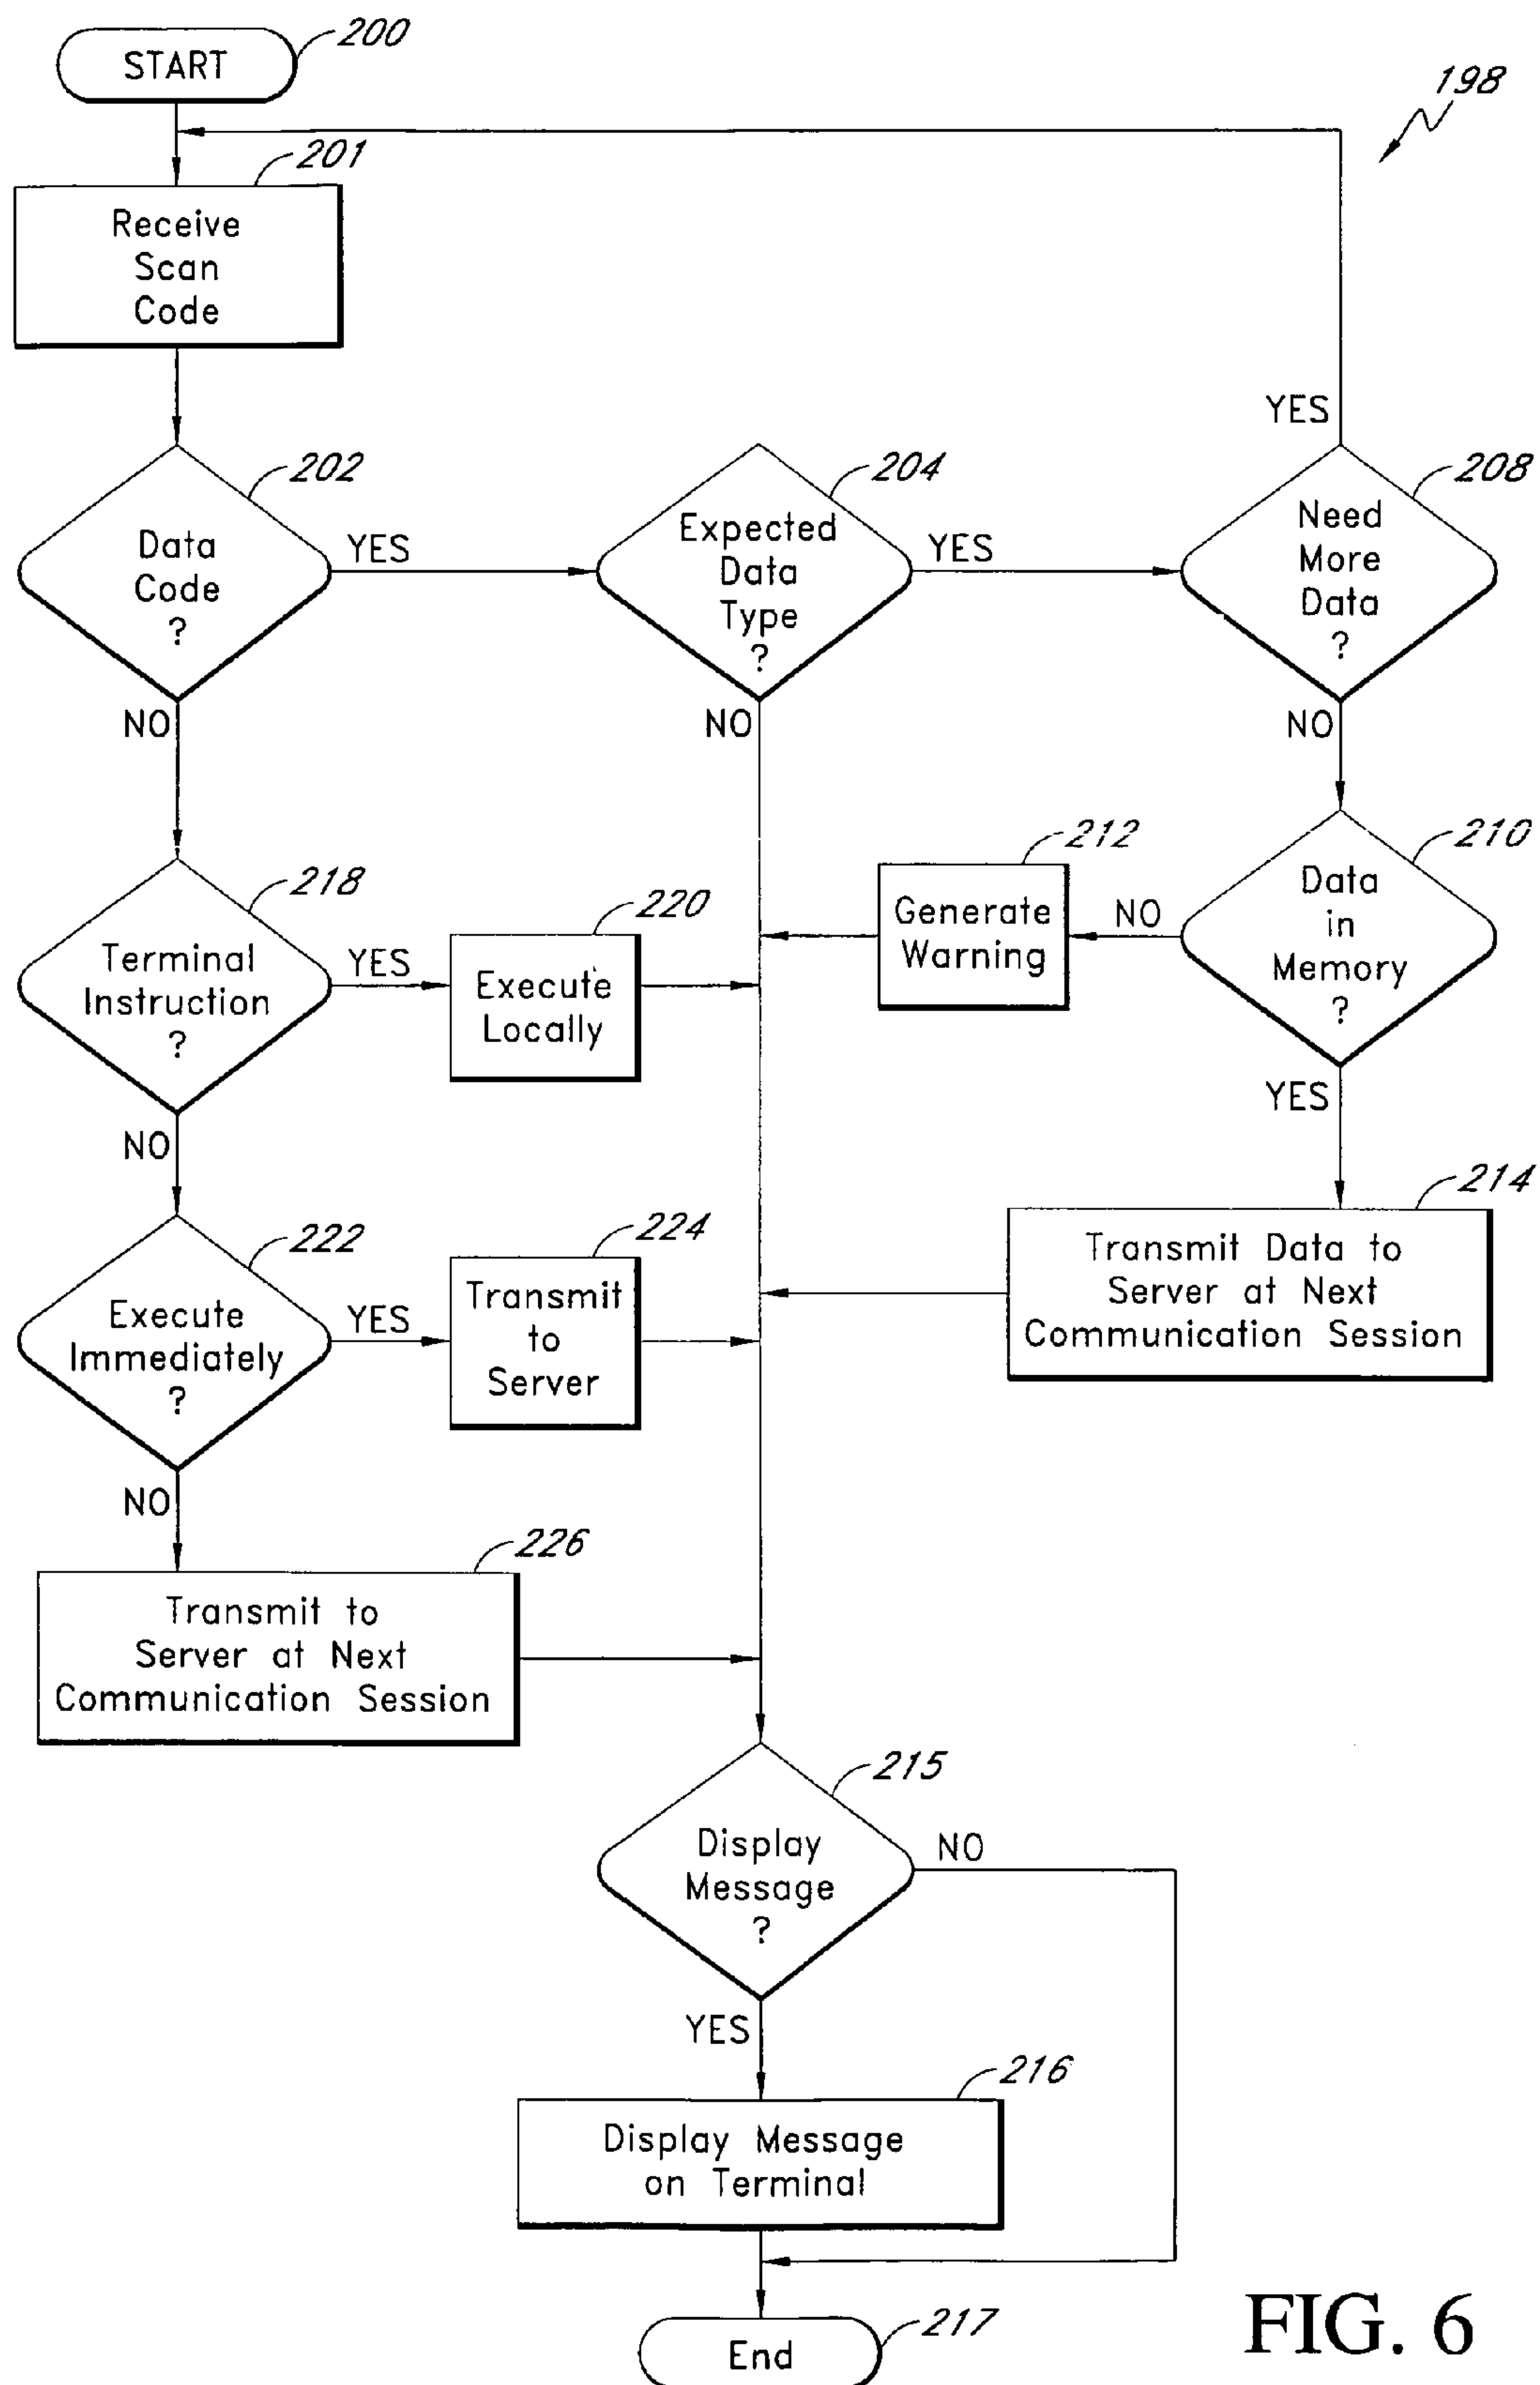 START
200
198
201
Receive
Scan
Code
YES
202
Data
Code
?
YES
204
Expected
Data
Type
?
YES
208
Need
More
Data
?
NO
NO
NO
218
Terminal
Instruction
?
YES
220
Execute
Locally
212
Generate
Warning
NO
210
Data
in
Memory
?
NO
YES
222
Execute
Immediately
?
YES
224
Transmit
to
Server
214
Transmit Data to
Server at Next
Communication Session
NO
226
Transmit to
Server at Next
Communication Session
215
Display
Message
?
NO
YES
216
Display Message
on Terminal
End
217
FIG. 6